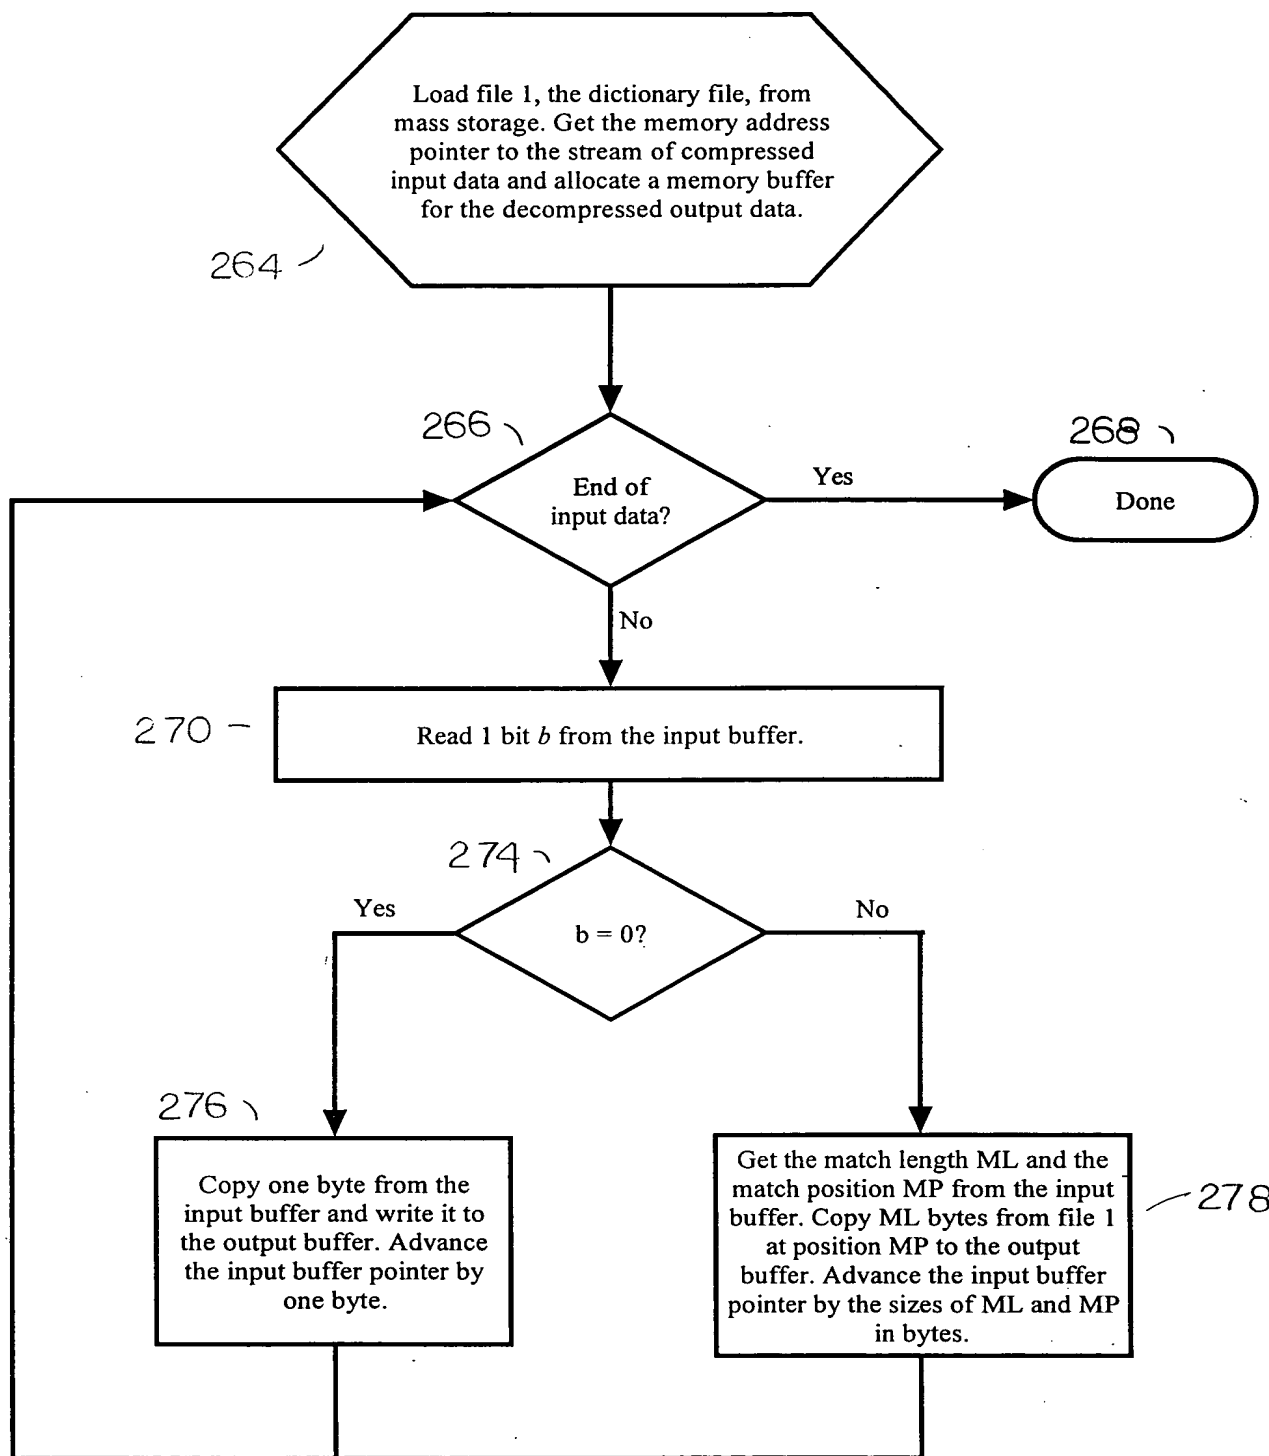 Load file 1, the dictionary file, from
mass storage. Get the memory address
pointer to the stream of compressed
input data and allocate a memory buffer
for the decompressed output data.
264
266
268
Yes
End of
input data?
Done
No
270
Read 1 bit b from the input buffer.
274
Yes
No
b = 0?
276
Copy one byte from the
input buffer and write it to
the output buffer. Advance
the input buffer pointer by
one byte.
Get the match length ML and the
match position MP from the input
buffer. Copy ML bytes from file 1
at position MP to the output
buffer. Advance the input buffer
pointer by the sizes of ML and MP
in bytes.
278